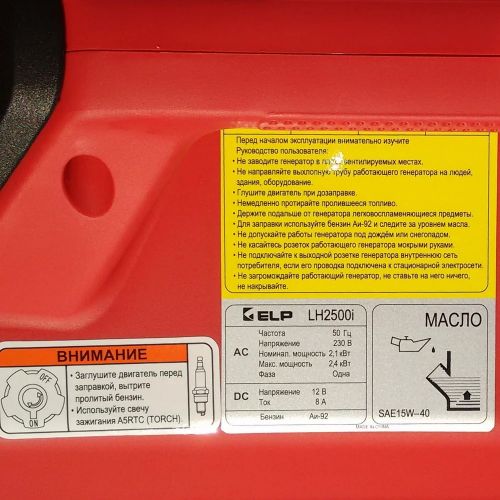 Перед началом эксплуатации внимательно изучите
Руководство пользователя:
• Не заводите генератор в вентилируемых местах.
• Не направляйте выхлопную трубу работающего генератора на людей,
здания, оборудование.
• Глушите двигатель при дозаправке.
• Немедленно протирайте пролившееся топливо.
• Держите подальше от генератора легковоспламеняющиеся предметы.
• Для заправки используйте бензин Аи-92 и следите за уровнем масла.
• Не допускайте работы генератора под дождём или снегопадом.
• Не касайтесь розеток работающего генератора мокрыми руками.
• Не подключайте к выходной розетке генератора внутреннюю сеть
потребителя, если его проводка подключена к стационарной электросети.
• Не загромождайте работающий генератор, не ставьте на него ничего,
не накрывайте.
ELP LH2500i
AC
Частота 50 Гц
Напряжение 230 В
Номинал. мощность 2,1 кВт
Макс. мощность 2,4 кВт
Фаза Одна
DC
Напряжение 12 В
Ток 8 А
Бензин Аи-92
МАСЛО
SAE15W-40
MADE IN CHINA
ВНИМАНИЕ
OFF
ON
• Заглушите двигатель перед
заправкой, вытрите
пролитый бензин.
• Используйте свечу
зажигания A5RTC (TORCH).